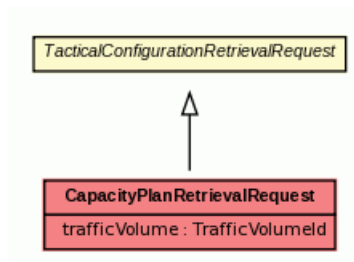 TacticalConfigurationRetrievalRequest
CapacityPlanRetrievalRequest
trafficVolume : TrafficVolumeId